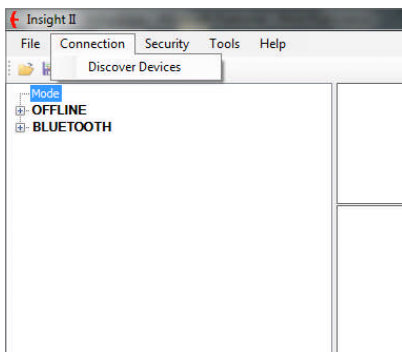 Insight II
File Connection Security Tools Help
Discover Devices
Mode
OFFLINE
BLUETOOTH